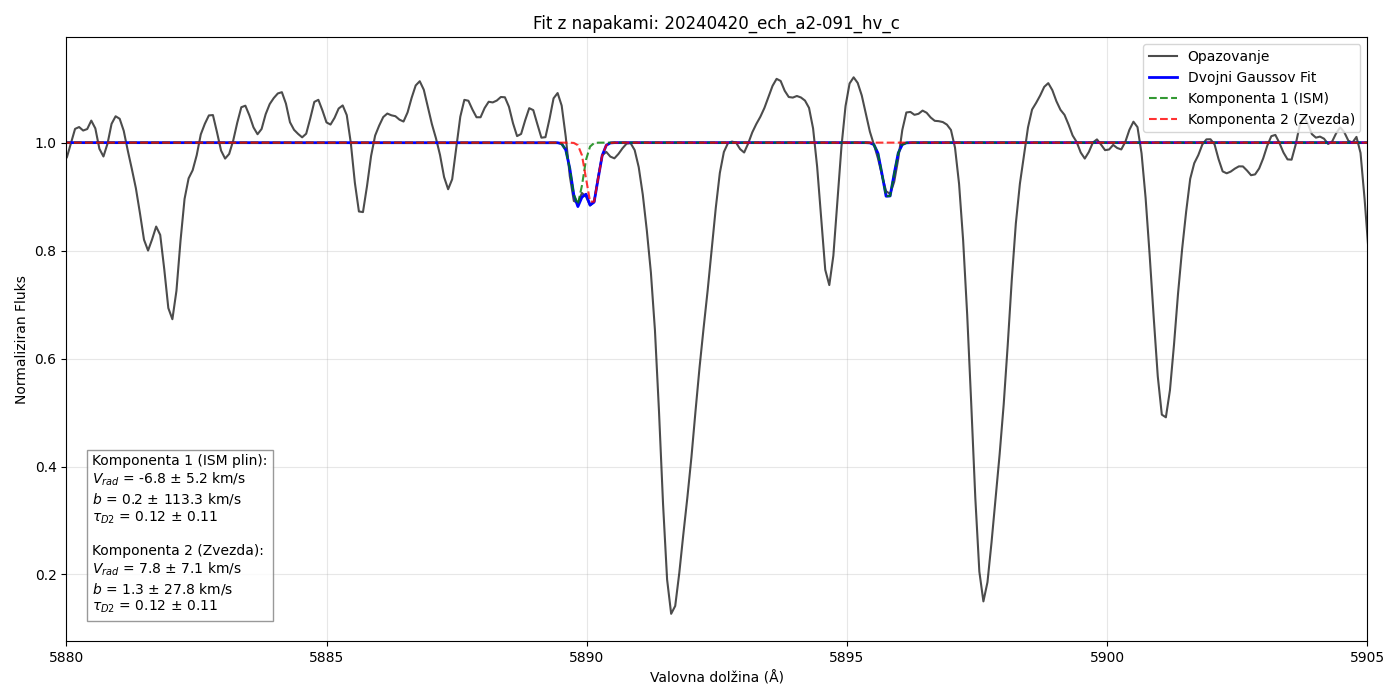 Fit z napakami: 20240420_ech_a2-091_hv_c
Opazovanje
Dvojni Gaussov Fit
Komponenta 1 (ISM)
Komponenta 2 (Zvezda)
Normaliziran Fluks
1.0
0.8
0.6
0.4
0.2
Komponenta 1 (ISM plin):
V_rad = -6.8 ± 5.2 km/s
b = 0.2 ± 113.3 km/s
τ_D2 = 0.12 ± 0.11
Komponenta 2 (Zvezda):
V_rad = 7.8 ± 7.1 km/s
b = 1.3 ± 27.8 km/s
τ_D2 = 0.12 ± 0.11
5880 5885 5890 5895 5900 5905
Valovna dolžina (Å)